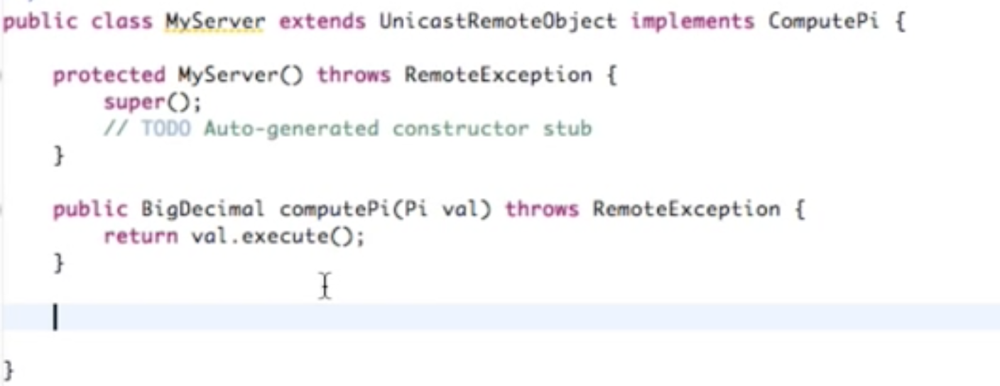 public class MyServer extends UnicastRemoteObject implements ComputePi {
protected MyServer() throws RemoteException {
super();
// TODO Auto-generated constructor stub
}
public BigDecimal computePi(Pi val) throws RemoteException {
return val.execute();
}
}